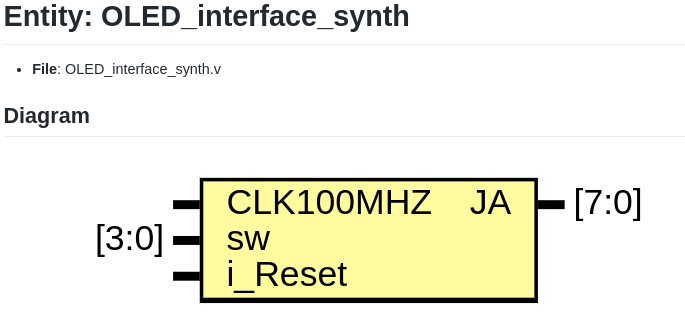 Entity: OLED_interface_synth
File: OLED_interface_synth.v
Diagram
CLK100MHZ JA [7:0]
[3:0] sw
i_Reset